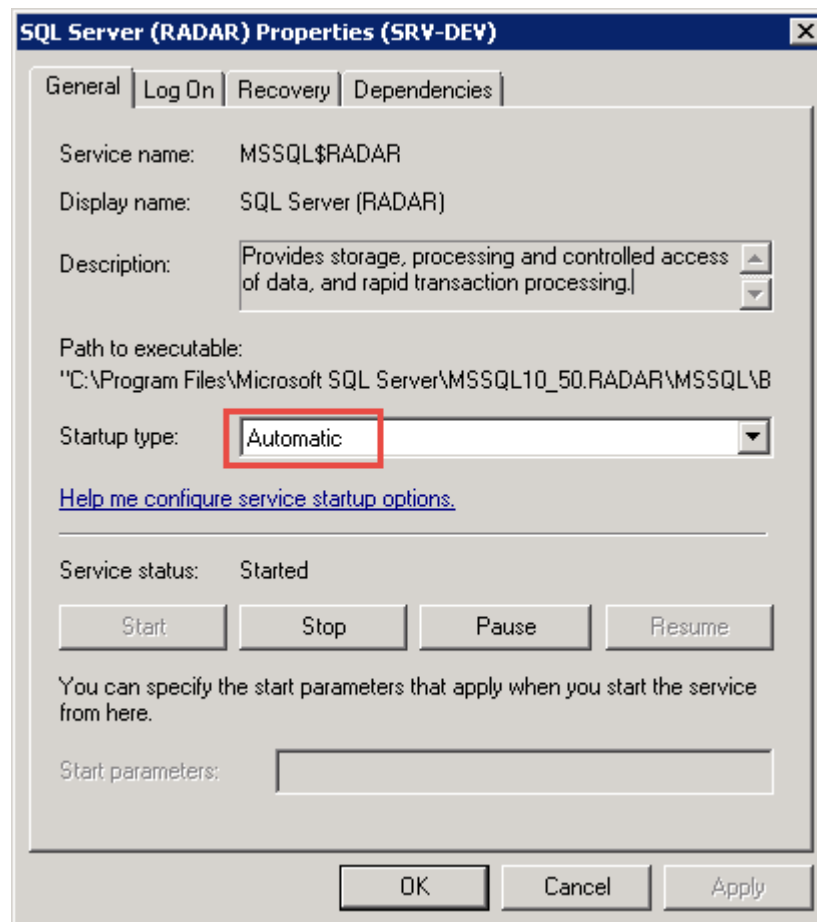 SQL Server (RADAR) Properties (SRV-DEV)
General Log On Recovery Dependencies
Service name: MSSQL$RADAR
Display name: SQL Server (RADAR)
Description: Provides storage, processing and controlled access
of data, and rapid transaction processing.
Path to executable:
"C:\Program Files\Microsoft SQL Server\MSSQL10_50.RADAR\MSSQL\B
Startup type: Automatic
Help me configure service startup options.
Service status: Started
Start Stop Pause Resume
You can specify the start parameters that apply when you start the service
from here.
Start parameters:
OK Cancel Apply